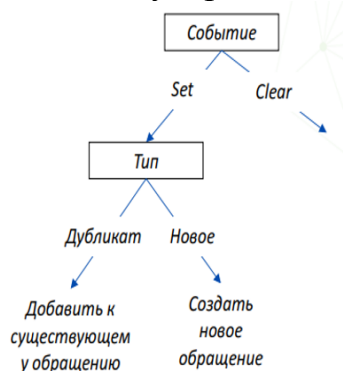 Событие
Set
Clear
Тип
Дубликат
Новое
Добавить к
существующем
у обращению
Создать
новое
обращение